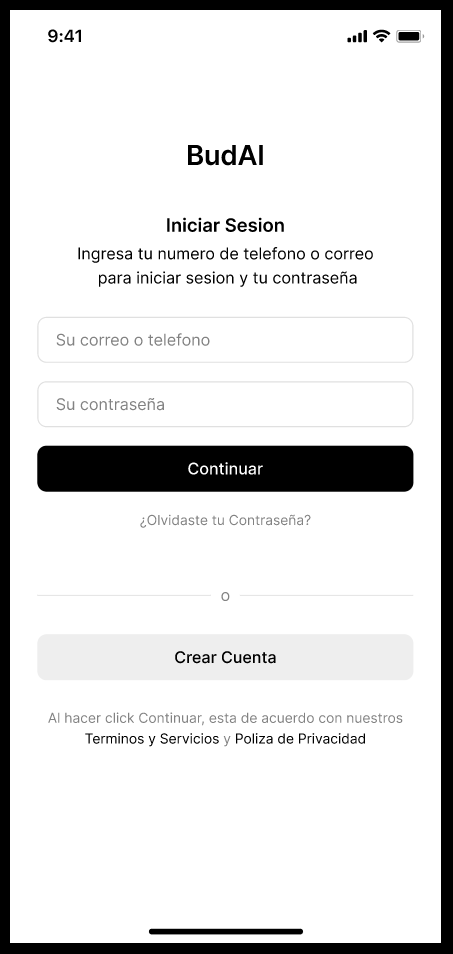 9:41
BudAI
Iniciar Sesion
Ingresa tu numero de telefono o correo
para iniciar sesion y tu contraseña
Su correo o telefono
Su contraseña
Continuar
¿Olvidaste tu Contraseña?
o
Crear Cuenta
Al hacer click Continuar, esta de acuerdo con nuestros
Terminos y Servicios y Poliza de Privacidad